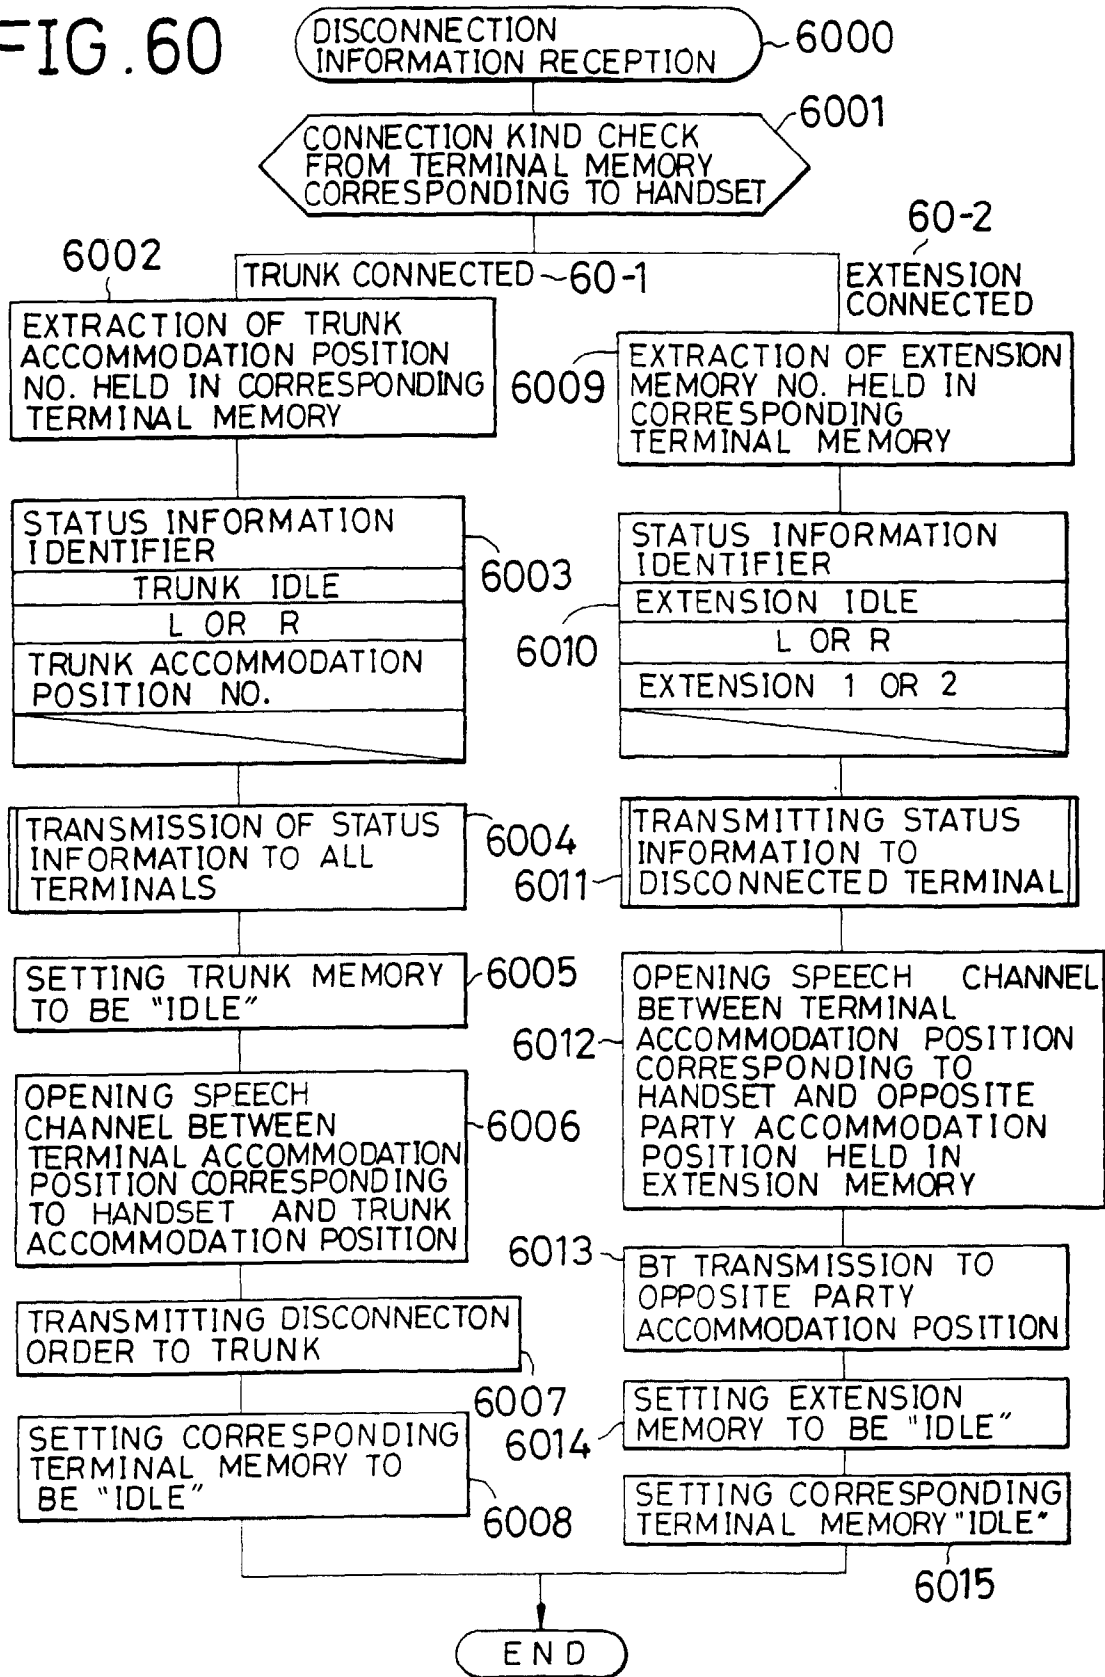 FIG. 60
DISCONNECTION
INFORMATION RECEPTION
6000
6001
CONNECTION KIND CHECK
FROM TERMINAL MEMORY
CORRESPONDING TO HANDSET
60-2
6002
TRUNK CONNECTED
60-1
EXTENSION
CONNECTED
EXTRACTION OF TRUNK
ACCOMMODATION POSITION
NO. HELD IN CORRESPONDING
TERMINAL MEMORY
6009
EXTRACTION OF EXTENSION
MEMORY NO. HELD IN
CORRESPONDING
TERMINAL MEMORY
STATUS INFORMATION
IDENTIFIER
TRUNK IDLE
L OR R
TRUNK ACCOMMODATION
POSITION NO.
6003
STATUS INFORMATION
IDENTIFIER
EXTENSION IDLE
L OR R
EXTENSION 1 OR 2
6010
TRANSMISSION OF STATUS
INFORMATION TO ALL
TERMINALS
6004
TRANSMITTING STATUS
INFORMATION TO
DISCONNECTED TERMINAL
6011
SETTING TRUNK MEMORY
TO BE "IDLE"
6005
OPENING SPEECH CHANNEL
BETWEEN TERMINAL
ACCOMMODATION POSITION
CORRESPONDING TO
HANDSET AND OPPOSITE
PARTY ACCOMMODATION
POSITION HELD IN
EXTENSION MEMORY
6012
OPENING SPEECH
CHANNEL BETWEEN
TERMINAL ACCOMMODATION
POSITION CORRESPONDING
TO HANDSET AND TRUNK
ACCOMMODATION POSITION
6006
6013
BT TRANSMISSION TO
OPPOSITE PARTY
ACCOMMODATION POSITION
TRANSMITTING DISCONNECTON
ORDER TO TRUNK
6007
SETTING EXTENSION
MEMORY TO BE "IDLE"
6014
SETTING CORRESPONDING
TERMINAL MEMORY TO
BE "IDLE"
6008
SETTING CORRESPONDING
TERMINAL MEMORY "IDLE"
6015
END